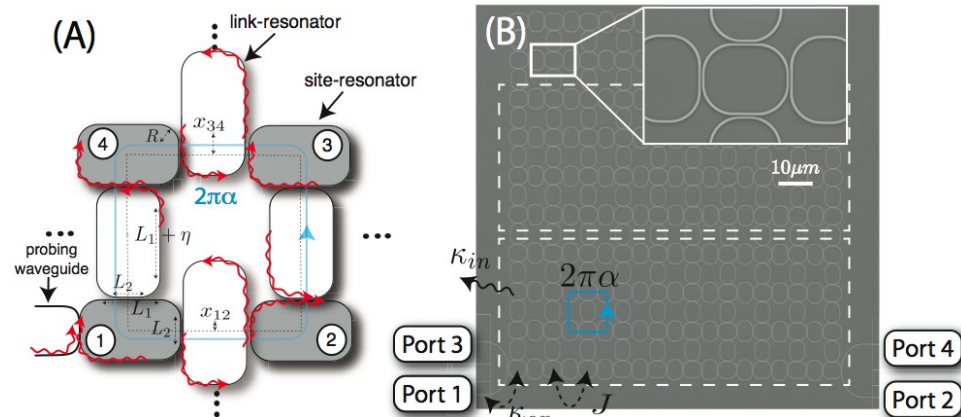 (A)
link-resonator
site-resonator
x₃₄
R
4
3
2πα
L₁ + η
probing
waveguide
L₂
L₁
x₁₂
L₂
1
2
(B)
10μm
κᵢₙ
2πα
Port 3
Port 4
Port 1
Port 2
κₑₓ
J